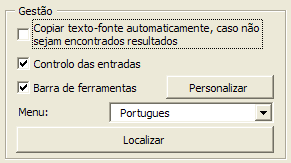 Gestão
Copiar texto-fonte automaticamente, caso não
sejam encontrados resultados
Controlo das entradas
Barra de ferramentas
Personalizar
Menu:
Portugues
Localizar